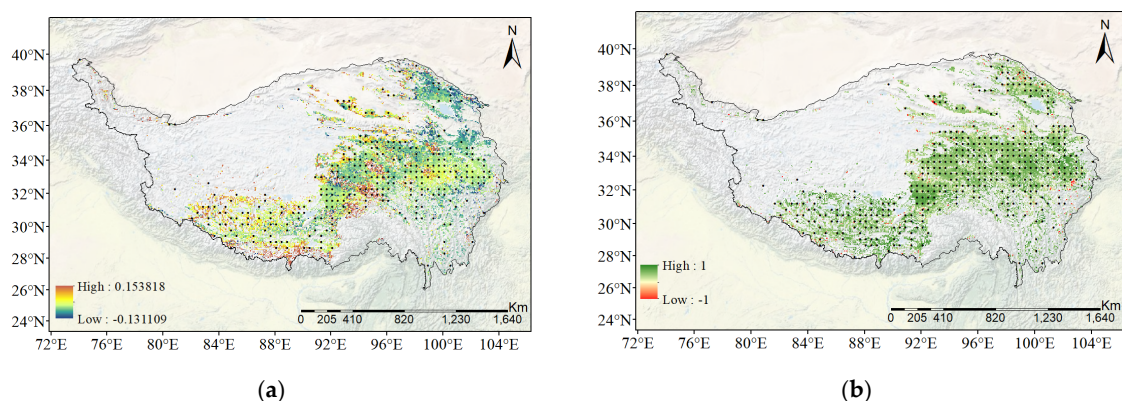 N
40°N
38°N
36°N
34°N
32°N
30°N
28°N
26°N
24°N
High : 0.153818
Low : -0.131109
Km
0 205 410 820 1,230 1,640
72°E 76°E 80°E 84°E 88°E 92°E 96°E 100°E 104°E
(a)
N
40°N
38°N
36°N
34°N
32°N
30°N
28°N
26°N
24°N
High : 1
Low : -1
Km
0 205 410 820 1,230 1,640
72°E 76°E 80°E 84°E 88°E 92°E 96°E 100°E 104°E
(b)